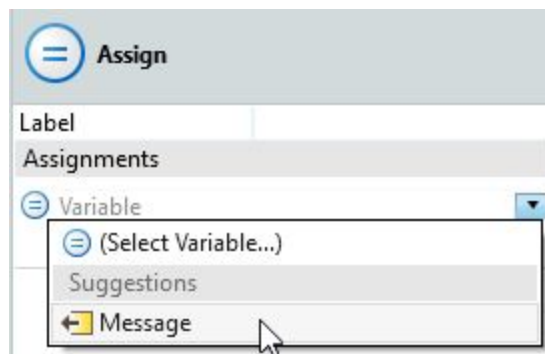 Assign
Label
Assignments
Variable
(Select Variable...)
Suggestions
Message